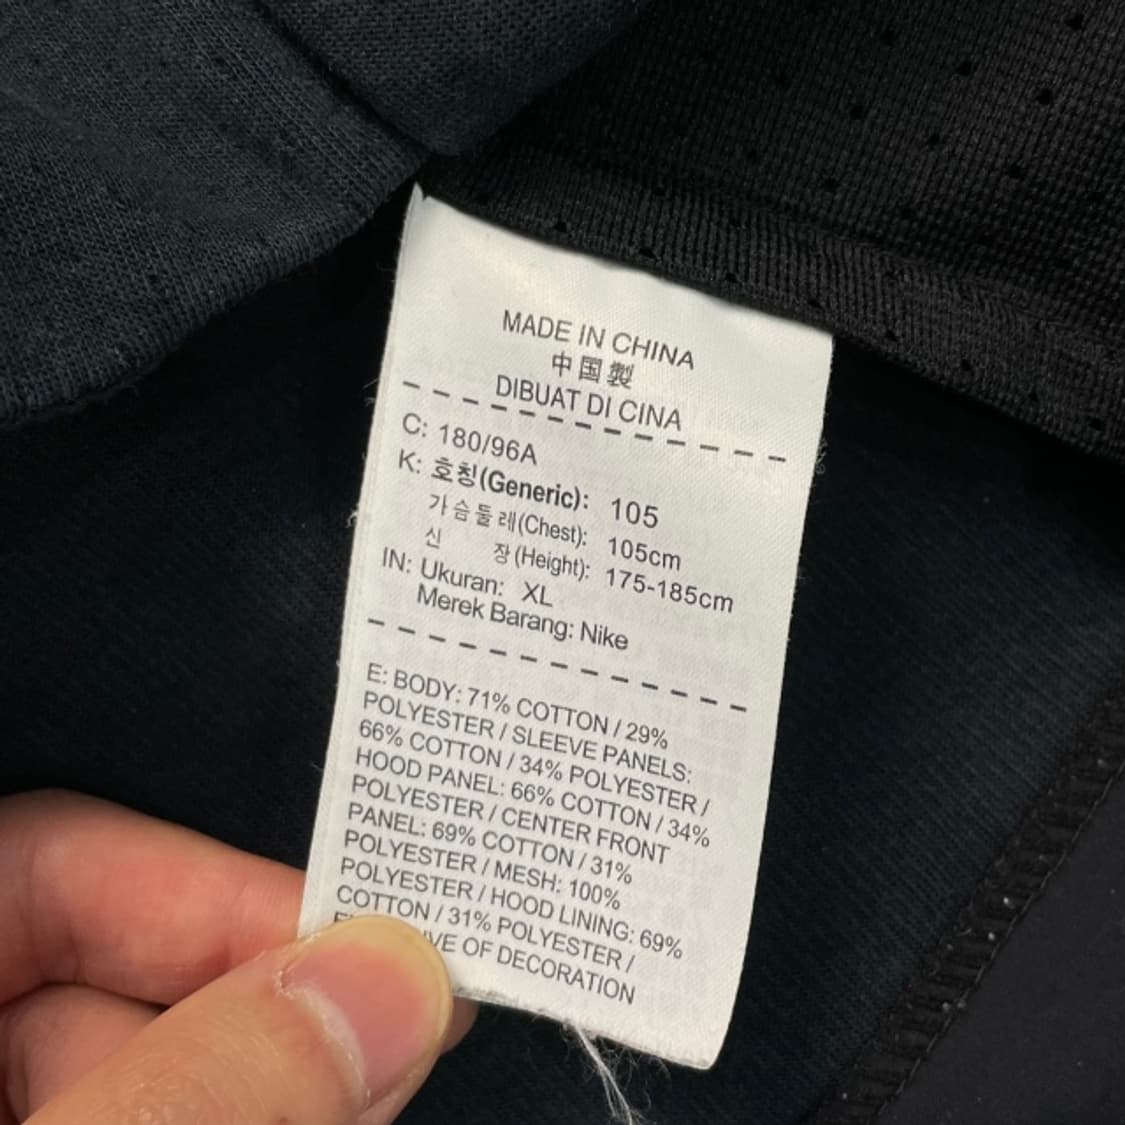 MADE IN CHINA
中国製
DIBUAT DI CINA
C: 180/96A
K: 호칭(Generic): 105
가슴둘레(Chest): 105cm
신 장(Height): 175-185cm
IN: Ukuran: XL
Merek Barang: Nike
E: BODY: 71% COTTON / 29%
POLYESTER / SLEEVE PANELS:
66% COTTON / 34% POLYESTER /
HOOD PANEL: 66% COTTON / 34%
POLYESTER / CENTER FRONT
PANEL: 69% COTTON / 31%
POLYESTER / MESH: 100%
POLYESTER / HOOD LINING: 69%
COTTON / 31% POLYESTER /
OF DECORATION